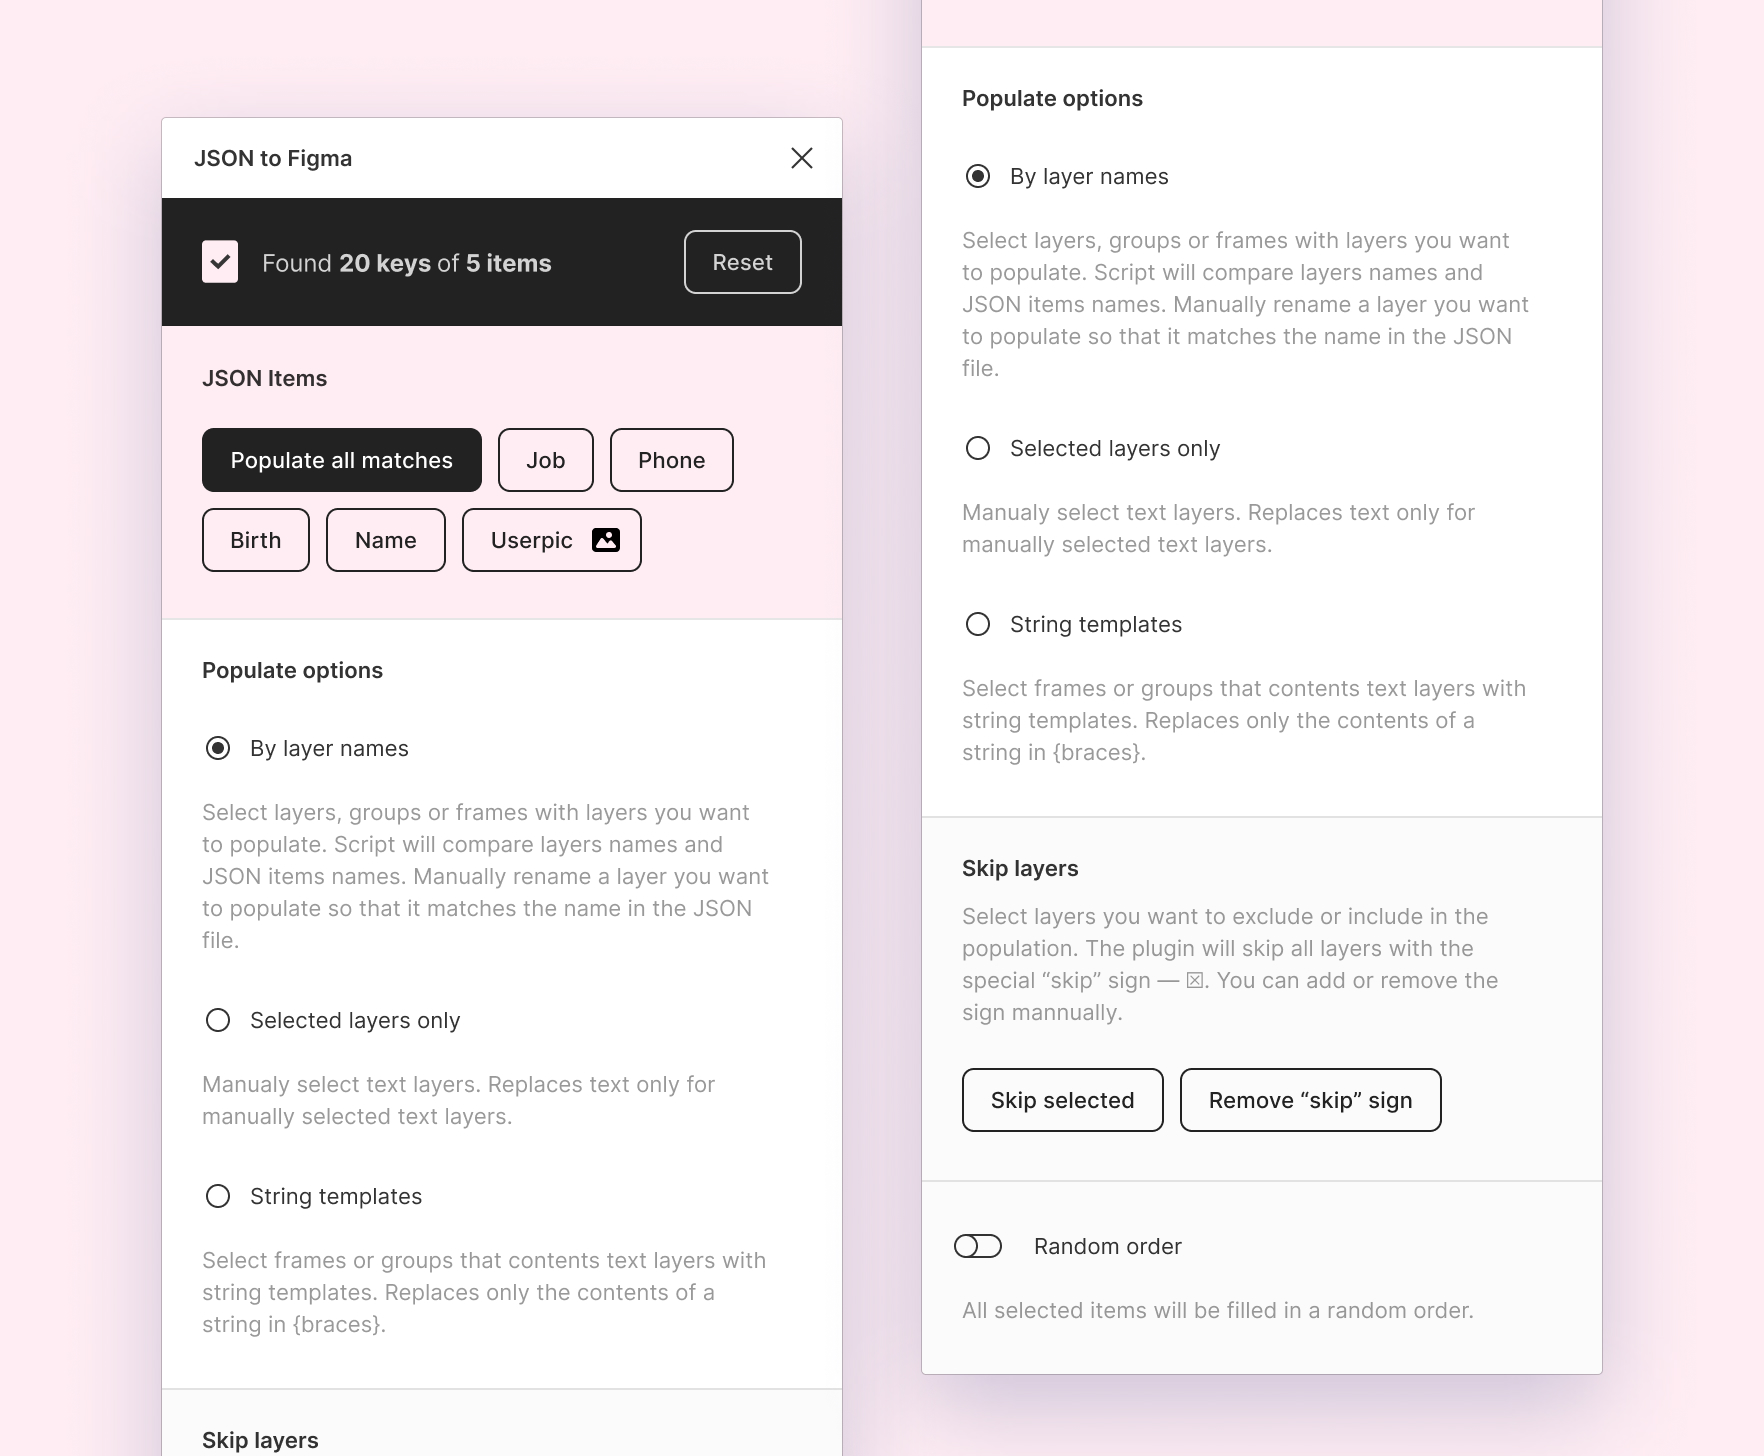 JSON to Figma
Found 20 keys of 5 items
Reset
JSON Items
Populate all matches
Job
Phone
Birth
Name
Userpic
Populate options
By layer names
Select layers, groups or frames with layers you want
to populate. Script will compare layers names and
JSON items names. Manually rename a layer you want
to populate so that it matches the name in the JSON
file.
Selected layers only
Manualy select text layers. Replaces text only for
manually selected text layers.
String templates
Select frames or groups that contents text layers with
string templates. Replaces only the contents of a
string in {braces}.
Skip layers
Populate options
By layer names
Select layers, groups or frames with layers you want
to populate. Script will compare layers names and
JSON items names. Manually rename a layer you want
to populate so that it matches the name in the JSON
file.
Selected layers only
Manualy select text layers. Replaces text only for
manually selected text layers.
String templates
Select frames or groups that contents text layers with
string templates. Replaces only the contents of a
string in {braces}.
Skip layers
Select layers you want to exclude or include in the
population. The plugin will skip all layers with the
special “skip” sign — ☒. You can add or remove the
sign mannually.
Skip selected
Remove “skip” sign
Random order
All selected items will be filled in a random order.